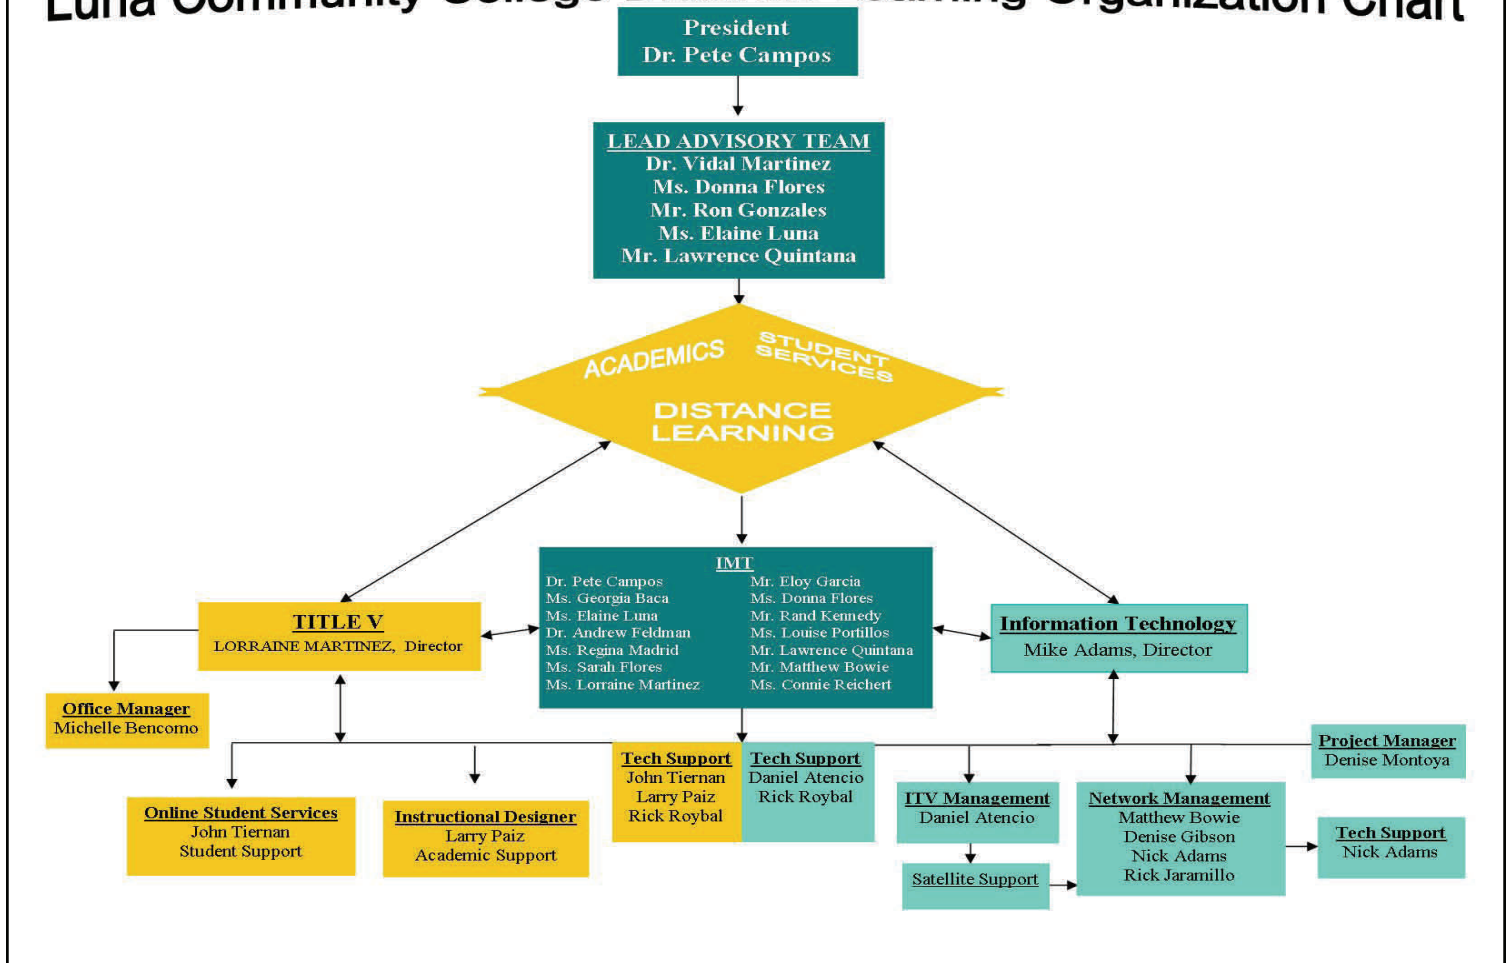 Luna Community College Learning Organization Chart
President
Dr. Pete Campos
LEAD ADVISORY TEAM
Dr. Vidal Martinez
Ms. Donna Flores
Mr. Ron Gonzales
Ms. Elaine Luna
Mr. Lawrence Quintana
ACADEMICS
STUDENT
SERVICES
DISTANCE
LEARNING
IMT
Dr. Pete Campos
Ms. Georgia Baca
Ms. Elaine Luna
Dr. Andrew Feldman
Ms. Regina Madrid
Ms. Sarah Flores
Ms. Lorraine Martinez
Mr. Eloy Garcia
Ms. Donna Flores
Mr. Rand Kennedy
Ms. Louise Portillos
Mr. Lawrence Quintana
Mr. Matthew Bowie
Ms. Connie Reichert
TITLE V
LORRAINE MARTINEZ, Director
Information Technology
Mike Adams, Director
Office Manager
Michelle Bencomo
Project Manager
Denise Montoya
Online Student Services
John Tiernan
Student Support
Instructional Designer
Larry Paiz
Academic Support
Tech Support
John Tiernan
Larry Paiz
Rick Roybal
Tech Support
Daniel Atencio
Rick Roybal
ITV Management
Daniel Atencio
Satellite Support
Network Management
Matthew Bowie
Denise Gibson
Nick Adams
Rick Jaramillo
Tech Support
Nick Adams